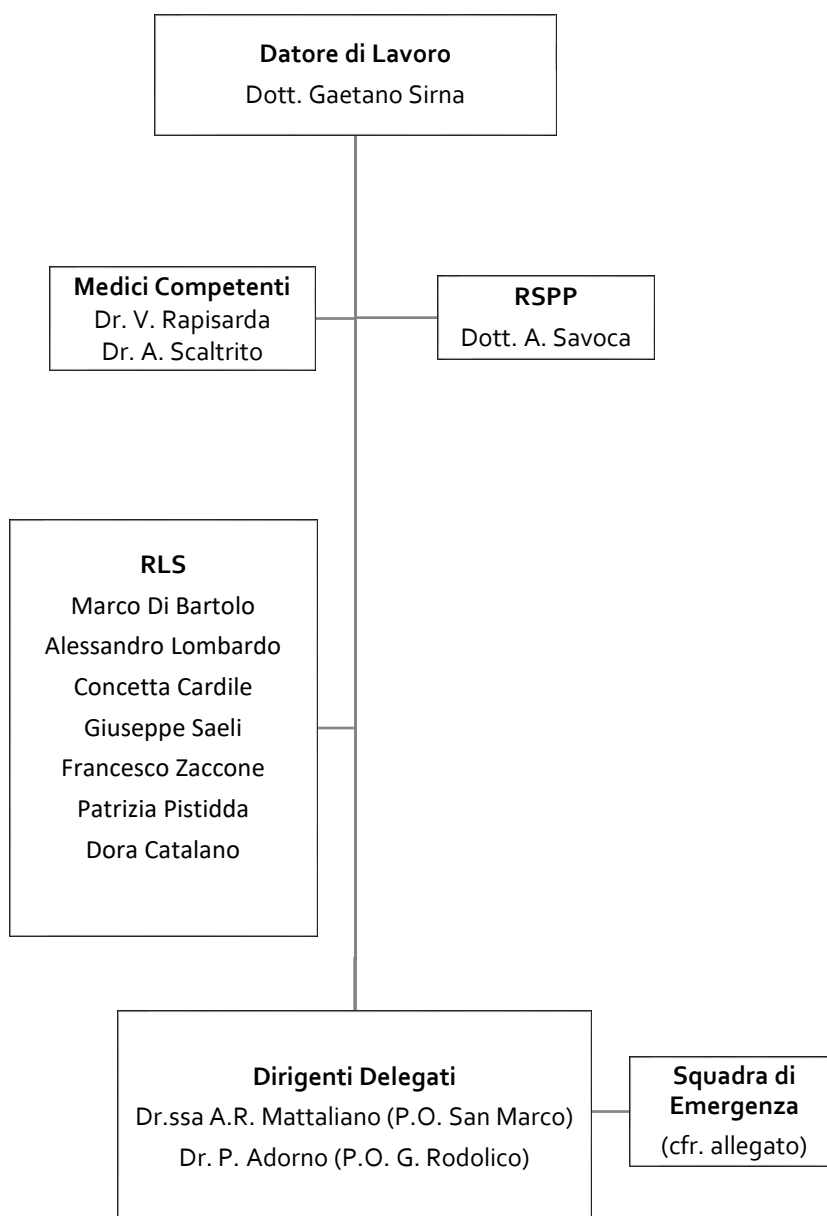 Datore di Lavoro
Dott. Gaetano Sirna
Medici Competenti
Dr. V. Rapisarda
Dr. A. Scaltrito
RSPP
Dott. A. Savoca
RLS
Marco Di Bartolo
Alessandro Lombardo
Concetta Cardile
Giuseppe Saeli
Francesco Zaccone
Patrizia Pistidda
Dora Catalano
Dirigenti Delegati
Dr.ssa A.R. Mattaliano (P.O. San Marco)
Dr. P. Adorno (P.O. G. Rodolico)
Squadra di
Emergenza
(cfr. allegato)